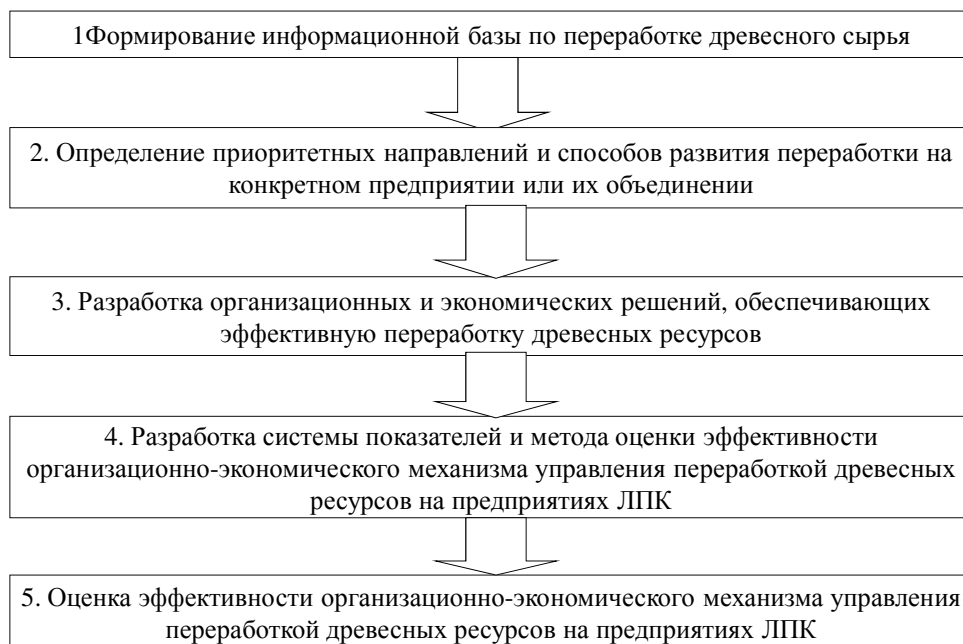 1Формирование информационной базы по переработке древесного сырья
2. Определение приоритетных направлений и способов развития переработки на
конкретном предприятии или их объединении
3. Разработка организационных и экономических решений, обеспечивающих
эффективную переработку древесных ресурсов
4. Разработка системы показателей и метода оценки эффективности
организационно-экономического механизма управления переработкой древесных
ресурсов на предприятиях ЛПК
5. Оценка эффективности организационно-экономического механизма управления
переработкой древесных ресурсов на предприятиях ЛПК